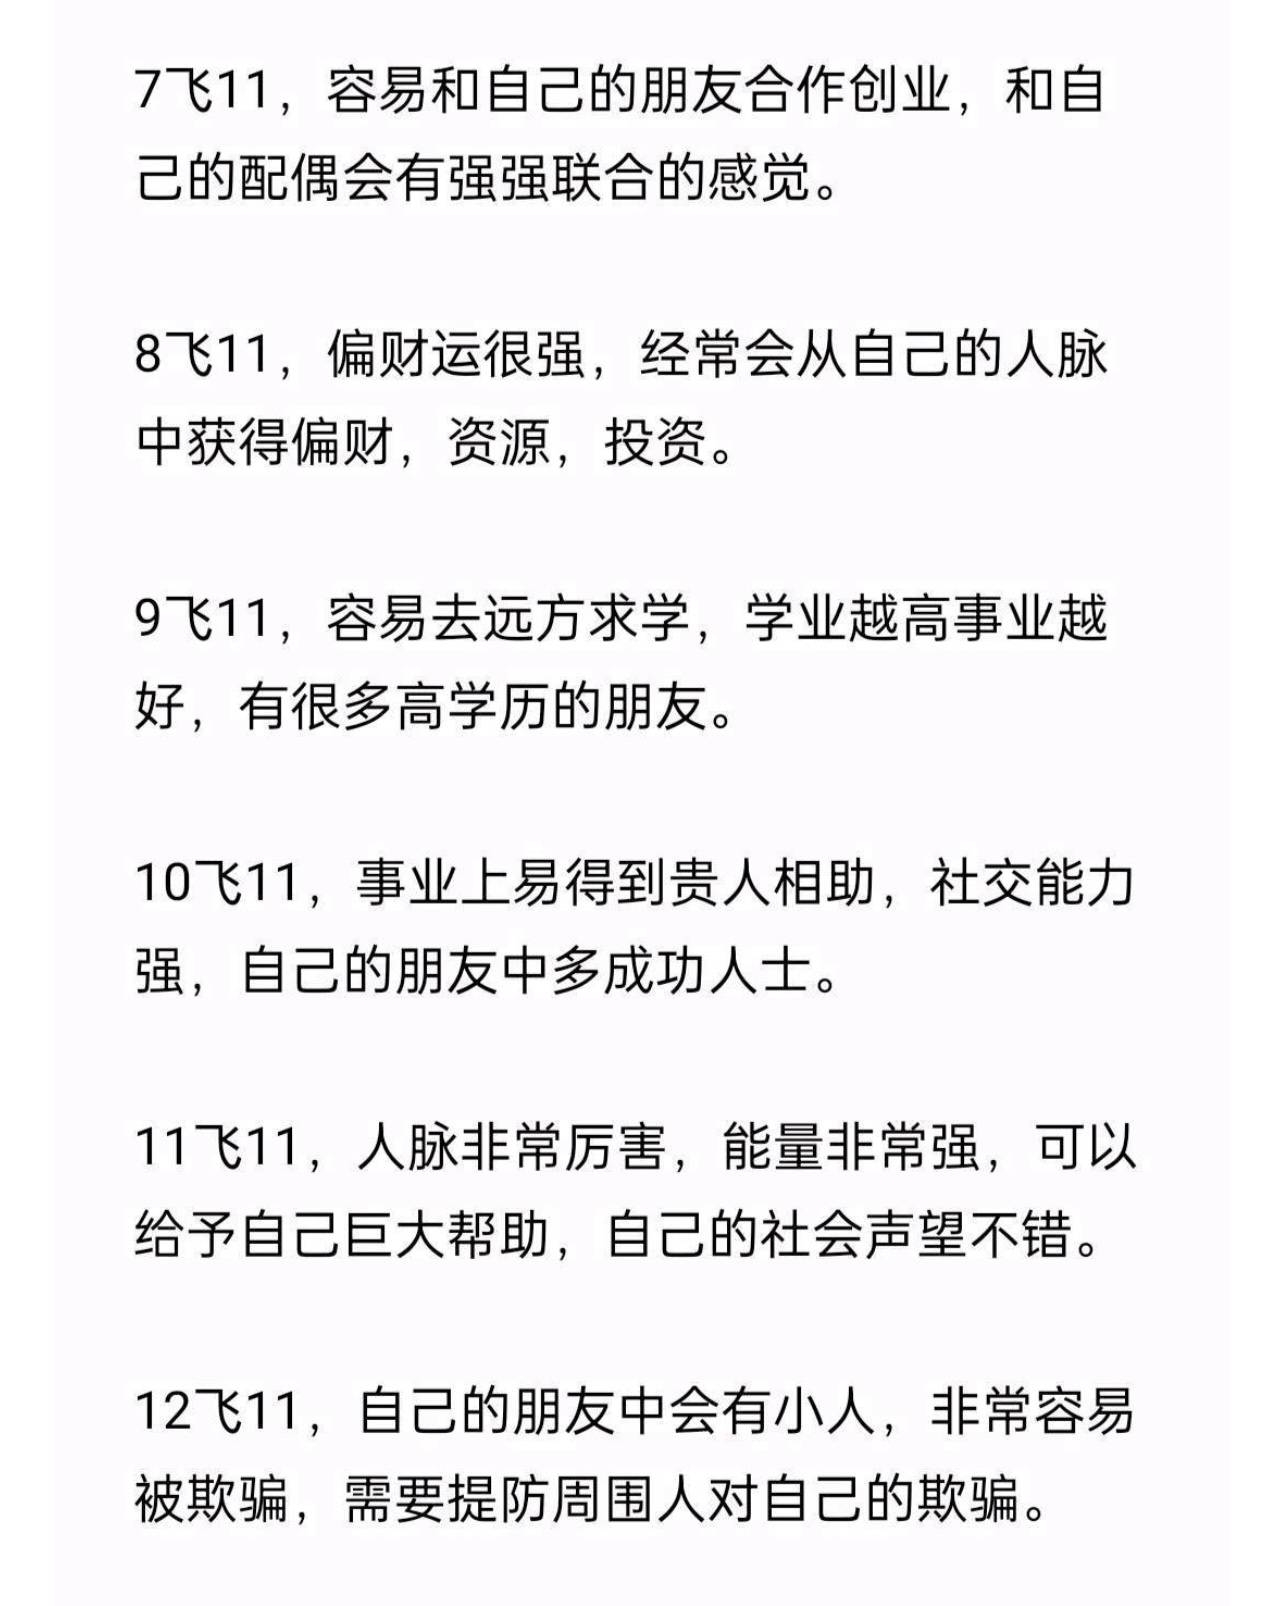 7飞11，容易和自己的朋友合作创业，和自
己的配偶会有强强联合的感觉。
8飞11，偏财运很强，经常会从自己的人脉
中获得偏财，资源，投资。
9飞11，容易去远方求学，学业越高事业越
好，有很多高学历的朋友。
10飞11，事业上易得到贵人相助，社交能力
强，自己的朋友中多成功人士。
11飞11，人脉非常厉害，能量非常强，可以
给予自己巨大帮助，自己的社会声望不错。
12飞11，自己的朋友中会有小人，非常容易
被欺骗，需要提防周围人对自己的欺骗。